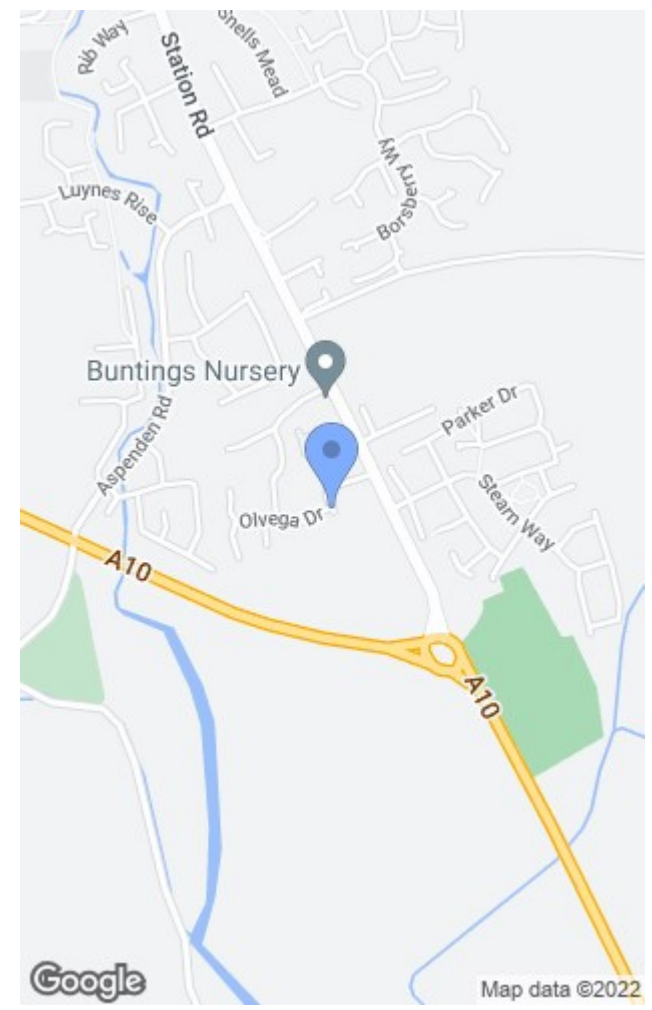 Rib Way
Snells Mead
Station Rd
Luynes Rise
Borsberry Wy
Buntings Nursery
Parker Dr
Aspenden Rd
Stearn Way
Olvega Dr
A10
A10
Google
Map data ©2022